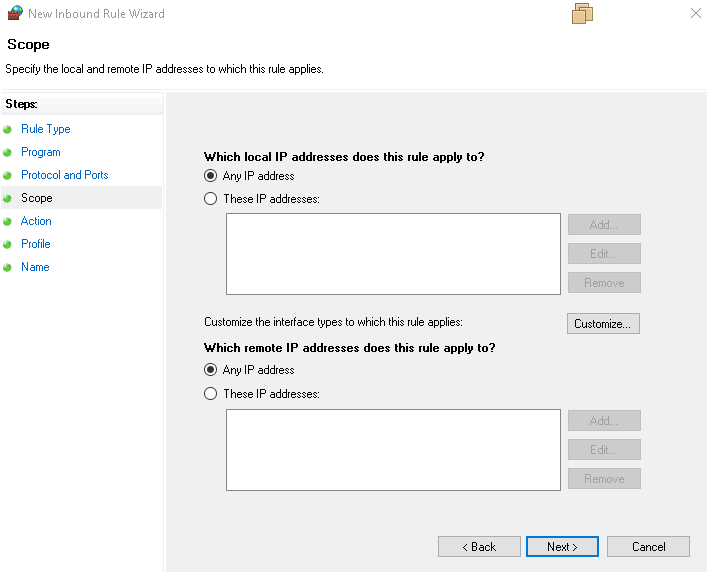 New Inbound Rule Wizard
Scope
Specify the local and remote IP addresses to which this rule applies.
Steps:
Rule Type
Program
Protocol and Ports
Scope
Action
Profile
Name
Which local IP addresses does this rule apply to?
Any IP address
These IP addresses:
Add...
Edit...
Remove
Customize the interface types to which this rule applies:
Customize...
Which remote IP addresses does this rule apply to?
Any IP address
These IP addresses:
Add...
Edit...
Remove
< Back
Next >
Cancel